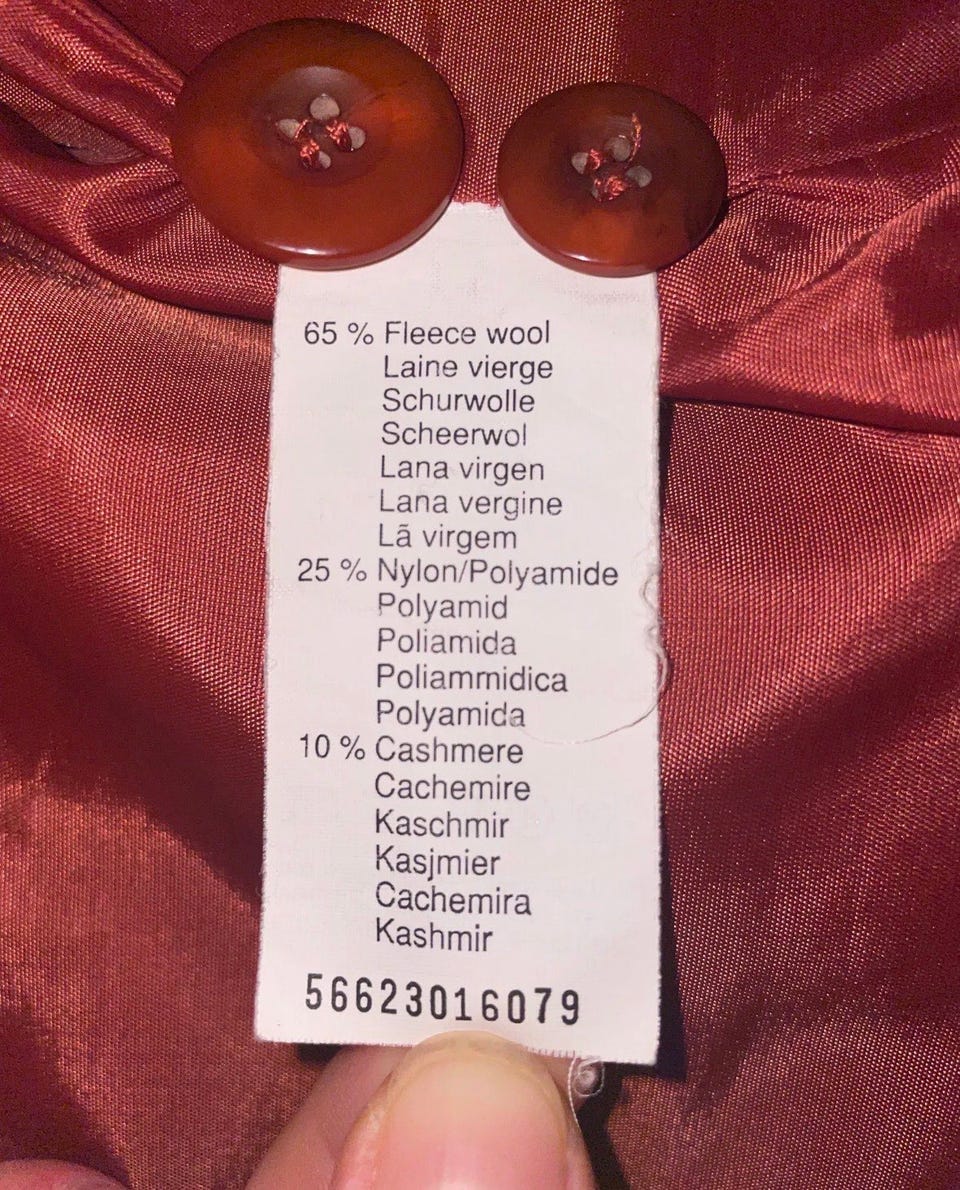 65 % Fleece wool
Laine vierge
Schurwolle
Scheerwol
Lana virgen
Lana vergine
Lã virgem
25 % Nylon/Polyamide
Polyamid
Poliamida
Poliammidica
Polyamida
10 % Cashmere
Cachemire
Kaschmir
Kasjmier
Cachemira
Kashmir
56623016079